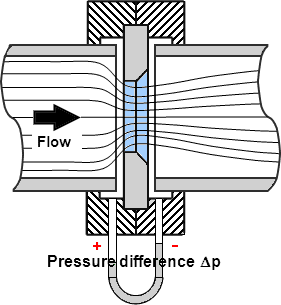 Flow
+ −
Pressure difference Δp